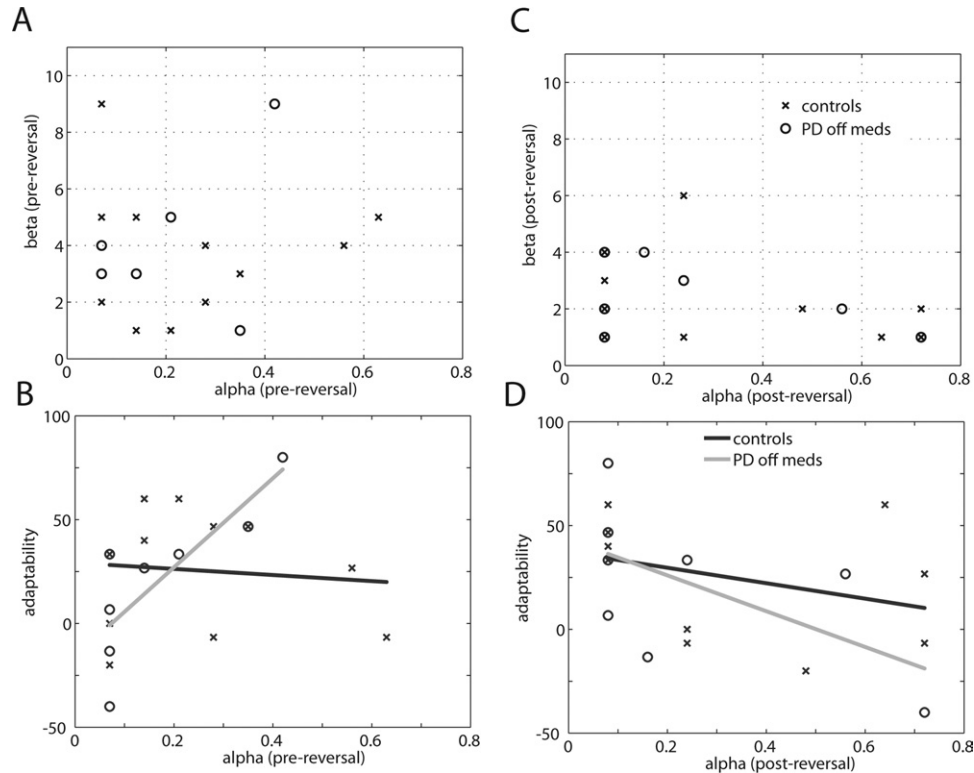 A
10
8
6
4
2
0
beta (pre-reversal)
0
0.2
0.4
0.6
0.8
alpha (pre-reversal)
C
10
8
6
4
2
0
beta (post-reversal)
controls
PD off meds
0
0.2
0.4
0.6
0.8
alpha (post-reversal)
B
100
50
0
-50
adaptability
0
0.2
0.4
0.6
0.8
alpha (pre-reversal)
D
100
50
0
-50
adaptability
controls
PD off meds
0
0.2
0.4
0.6
0.8
alpha (post-reversal)